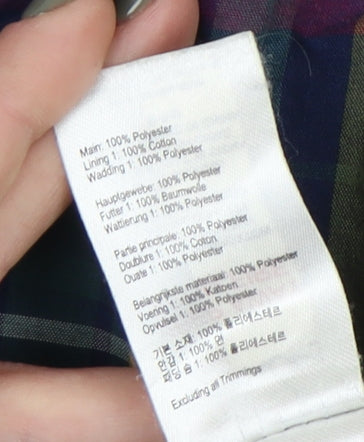 Main: 100% Polyester
Lining 1: 100% Cotton
Wadding 1: 100% Polyester
Hauptgewebe: 100% Polyester
Futter 1: 100% Baumwolle
Wattierung 1: 100% Polyester
Partie principale: 100% Polyester
Doublure 1: 100% Coton
Ouate 1: 100% Polyester
Belangrijkste materiaal: 100% Polyester
Voering 1: 100% Katoen
Opvulsel 1: 100% Polyester
기본 소재: 100% 폴리에스테르
안감 1: 100% 면
패딩 솜 1: 100% 폴리에스테르
Excluding all Trimmings